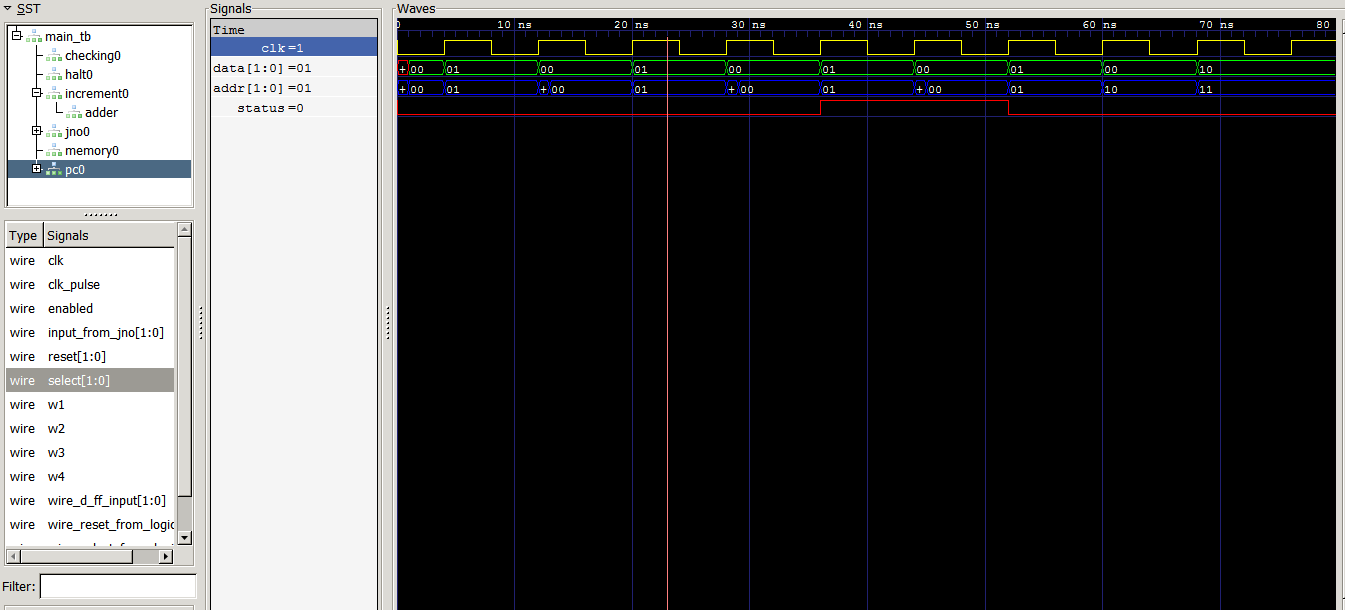 SST
main_tb
checking0
halt0
increment0
adder
jno0
memory0
pc0
Type Signals
wire clk
wire clk_pulse
wire enabled
wire input_from_jno[1:0]
wire reset[1:0]
wire select[1:0]
wire w1
wire w2
wire w3
wire w4
wire wire_d_ff_input[1:0]
wire wire_reset_from_logic
Filter:
Signals
Time
clk=1
data[1:0]=01
addr[1:0]=01
status=0
Waves
0 10 ns 20 ns 30 ns 40 ns 50 ns 60 ns 70 ns 80
+ 00 01 00 01 00 01 00 01 00 10
+ 00 01 + 00 01 + 00 01 + 00 01 10 11